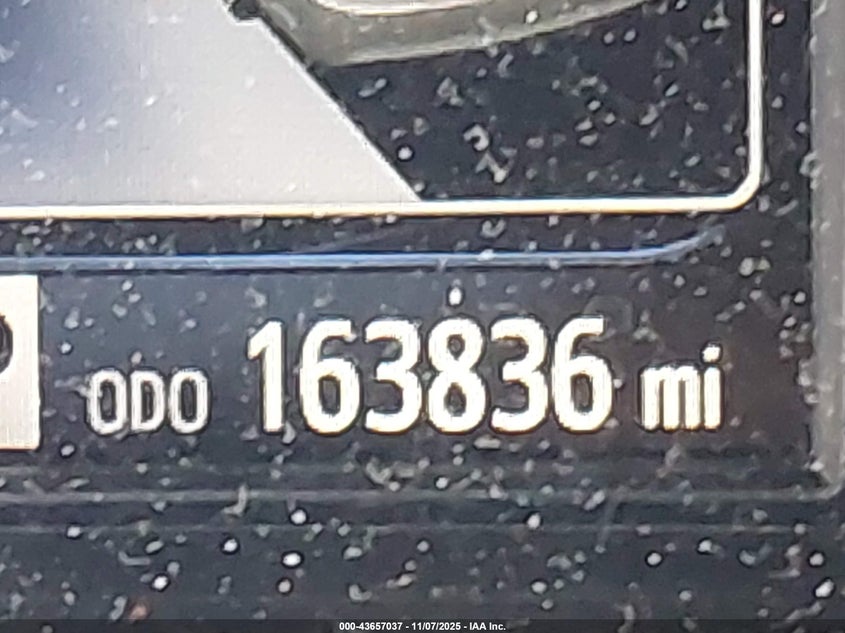 ODO 163836 mi
000-43657037 - 11/07/2025 - IAA Inc.